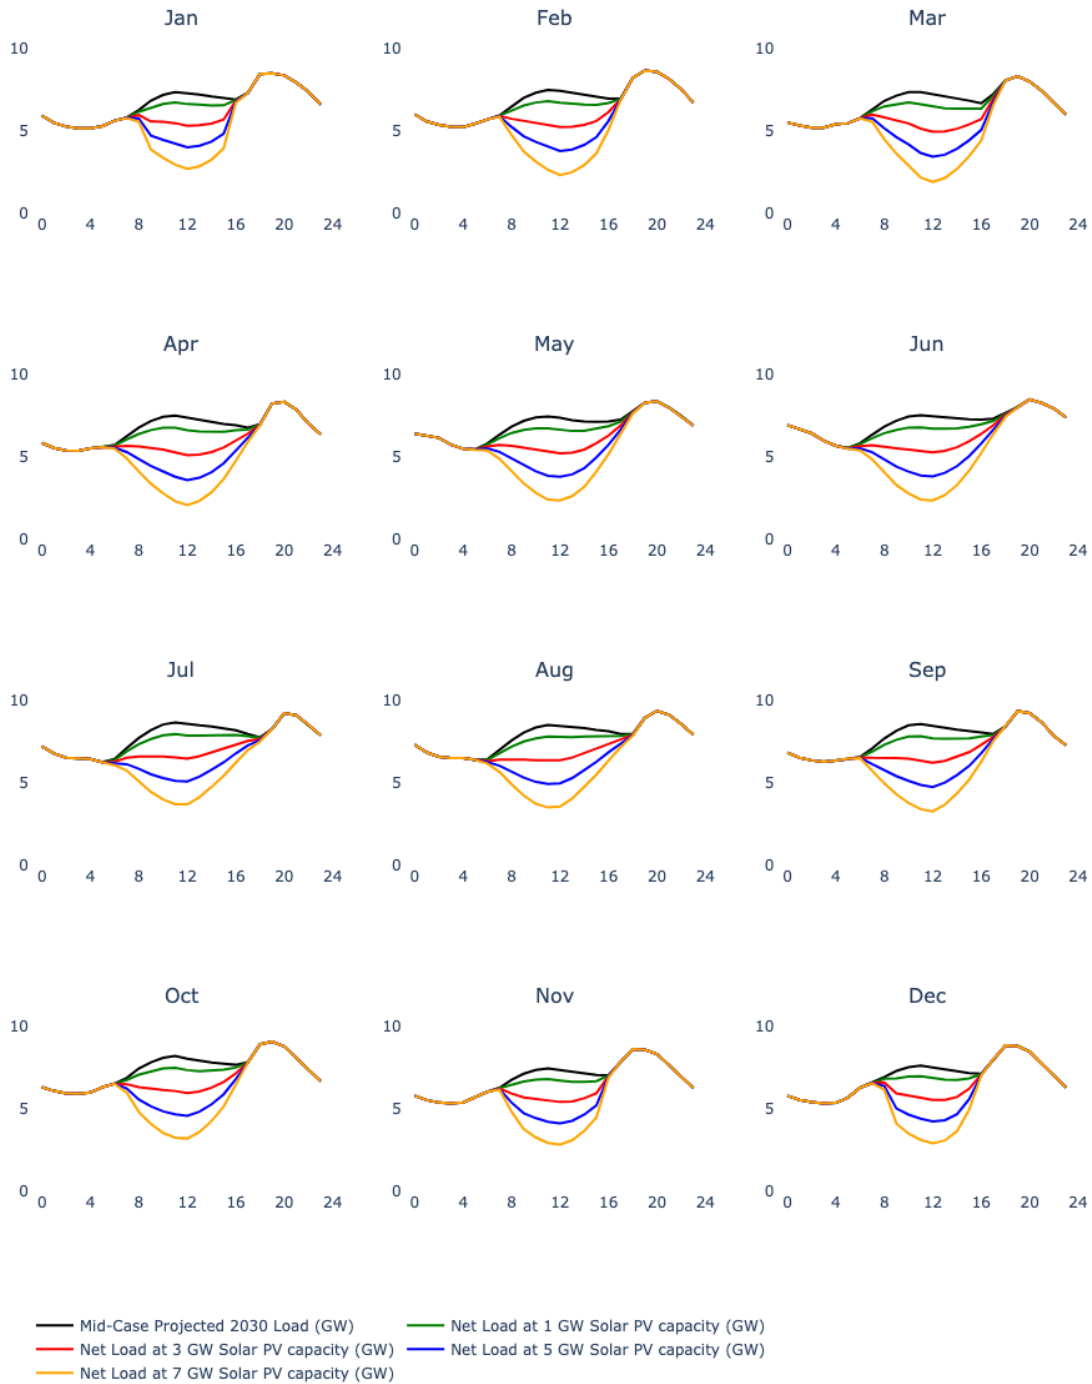 Jan Feb Mar
10 10 10
5 5 5
0 0 0
0 4 8 12 16 20 24 0 4 8 12 16 20 24 0 4 8 12 16 20 24
Apr May Jun
10 10 10
5 5 5
0 0 0
0 4 8 12 16 20 24 0 4 8 12 16 20 24 0 4 8 12 16 20 24
Jul Aug Sep
10 10 10
5 5 5
0 0 0
0 4 8 12 16 20 24 0 4 8 12 16 20 24 0 4 8 12 16 20 24
Oct Nov Dec
10 10 10
5 5 5
0 0 0
0 4 8 12 16 20 24 0 4 8 12 16 20 24 0 4 8 12 16 20 24
Mid-Case Projected 2030 Load (GW) Net Load at 1 GW Solar PV capacity (GW)
Net Load at 3 GW Solar PV capacity (GW) Net Load at 5 GW Solar PV capacity (GW)
Net Load at 7 GW Solar PV capacity (GW)